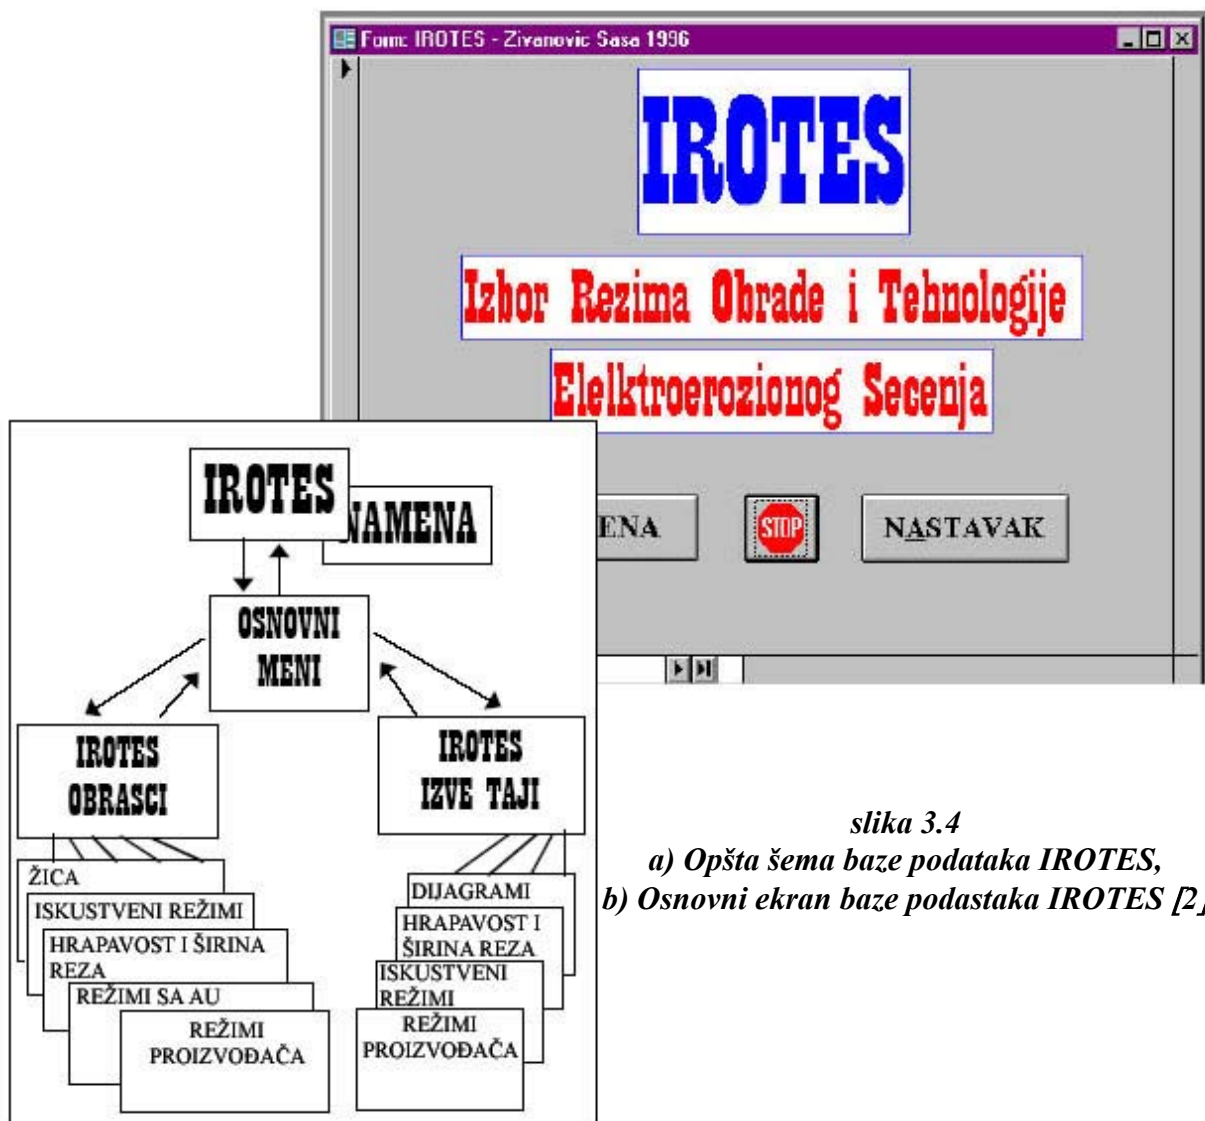 Form: IROTES - Zivanovic Sasa 1996
IROTES
Izbor Rezima Obrade i Tehnologije
Elelktroerozionog Secenja
ENA
STOP
NASTAVAK
IROTES
NAMENA
OSNOVNI
MENI
IROTES
OBRASCI
IROTES
IZVE TAJI
ŽICA
ISKUSTVENI REŽIMI
HRAPAVOST I ŠIRINA
REZA
REŽIMI SA AU
REŽIMI
PROIZVOĐAČA
DIJAGRAMI
HRAPAVOST I
ŠIRINA REZA
ISKUSTVENI
REŽIMI
REŽIMI
PROIZVOĐAČA
slika 3.4
a) Opšta šema baze podataka IROTES,
b) Osnovni ekran baze podastaka IROTES [2]